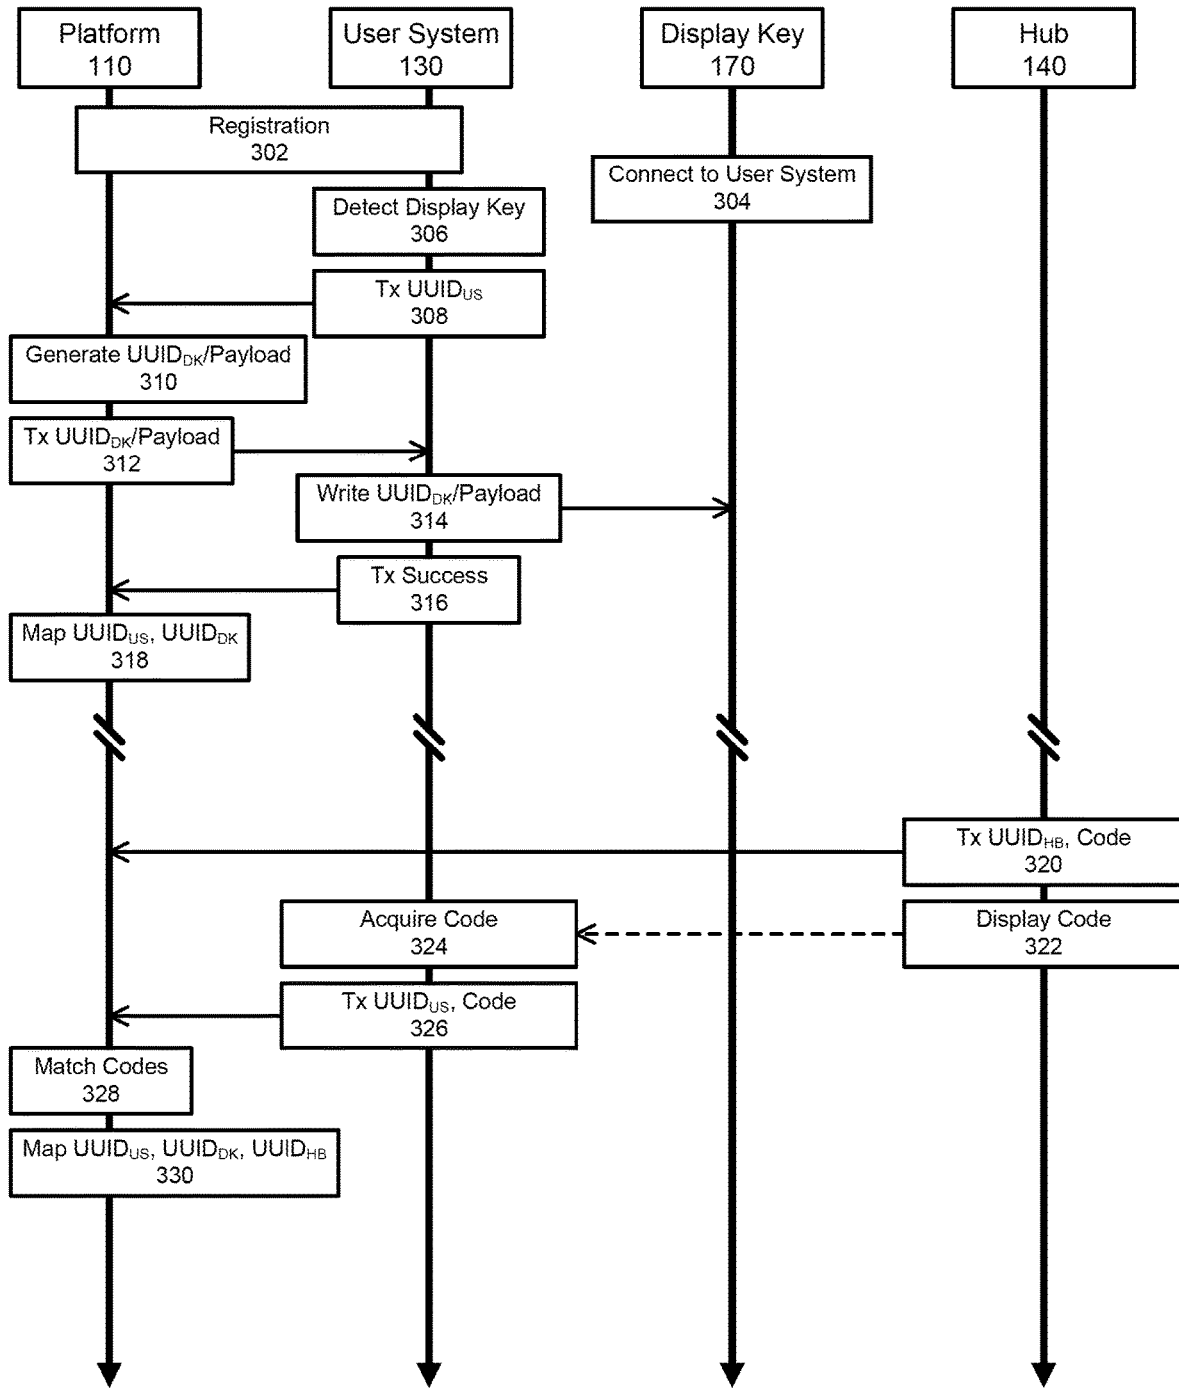 Platform
110
User System
130
Display Key
170
Hub
140
Registration
302
Connect to User System
304
Detect Display Key
306
Tx UUIDUS
308
Generate UUIDDK/Payload
310
Tx UUIDDK/Payload
312
Write UUIDDK/Payload
314
Tx Success
316
Map UUIDUS, UUIDDK
318
Tx UUIDHB, Code
320
Acquire Code
324
Display Code
322
Tx UUIDUS, Code
326
Match Codes
328
Map UUIDUS, UUIDDK, UUIDHB
330